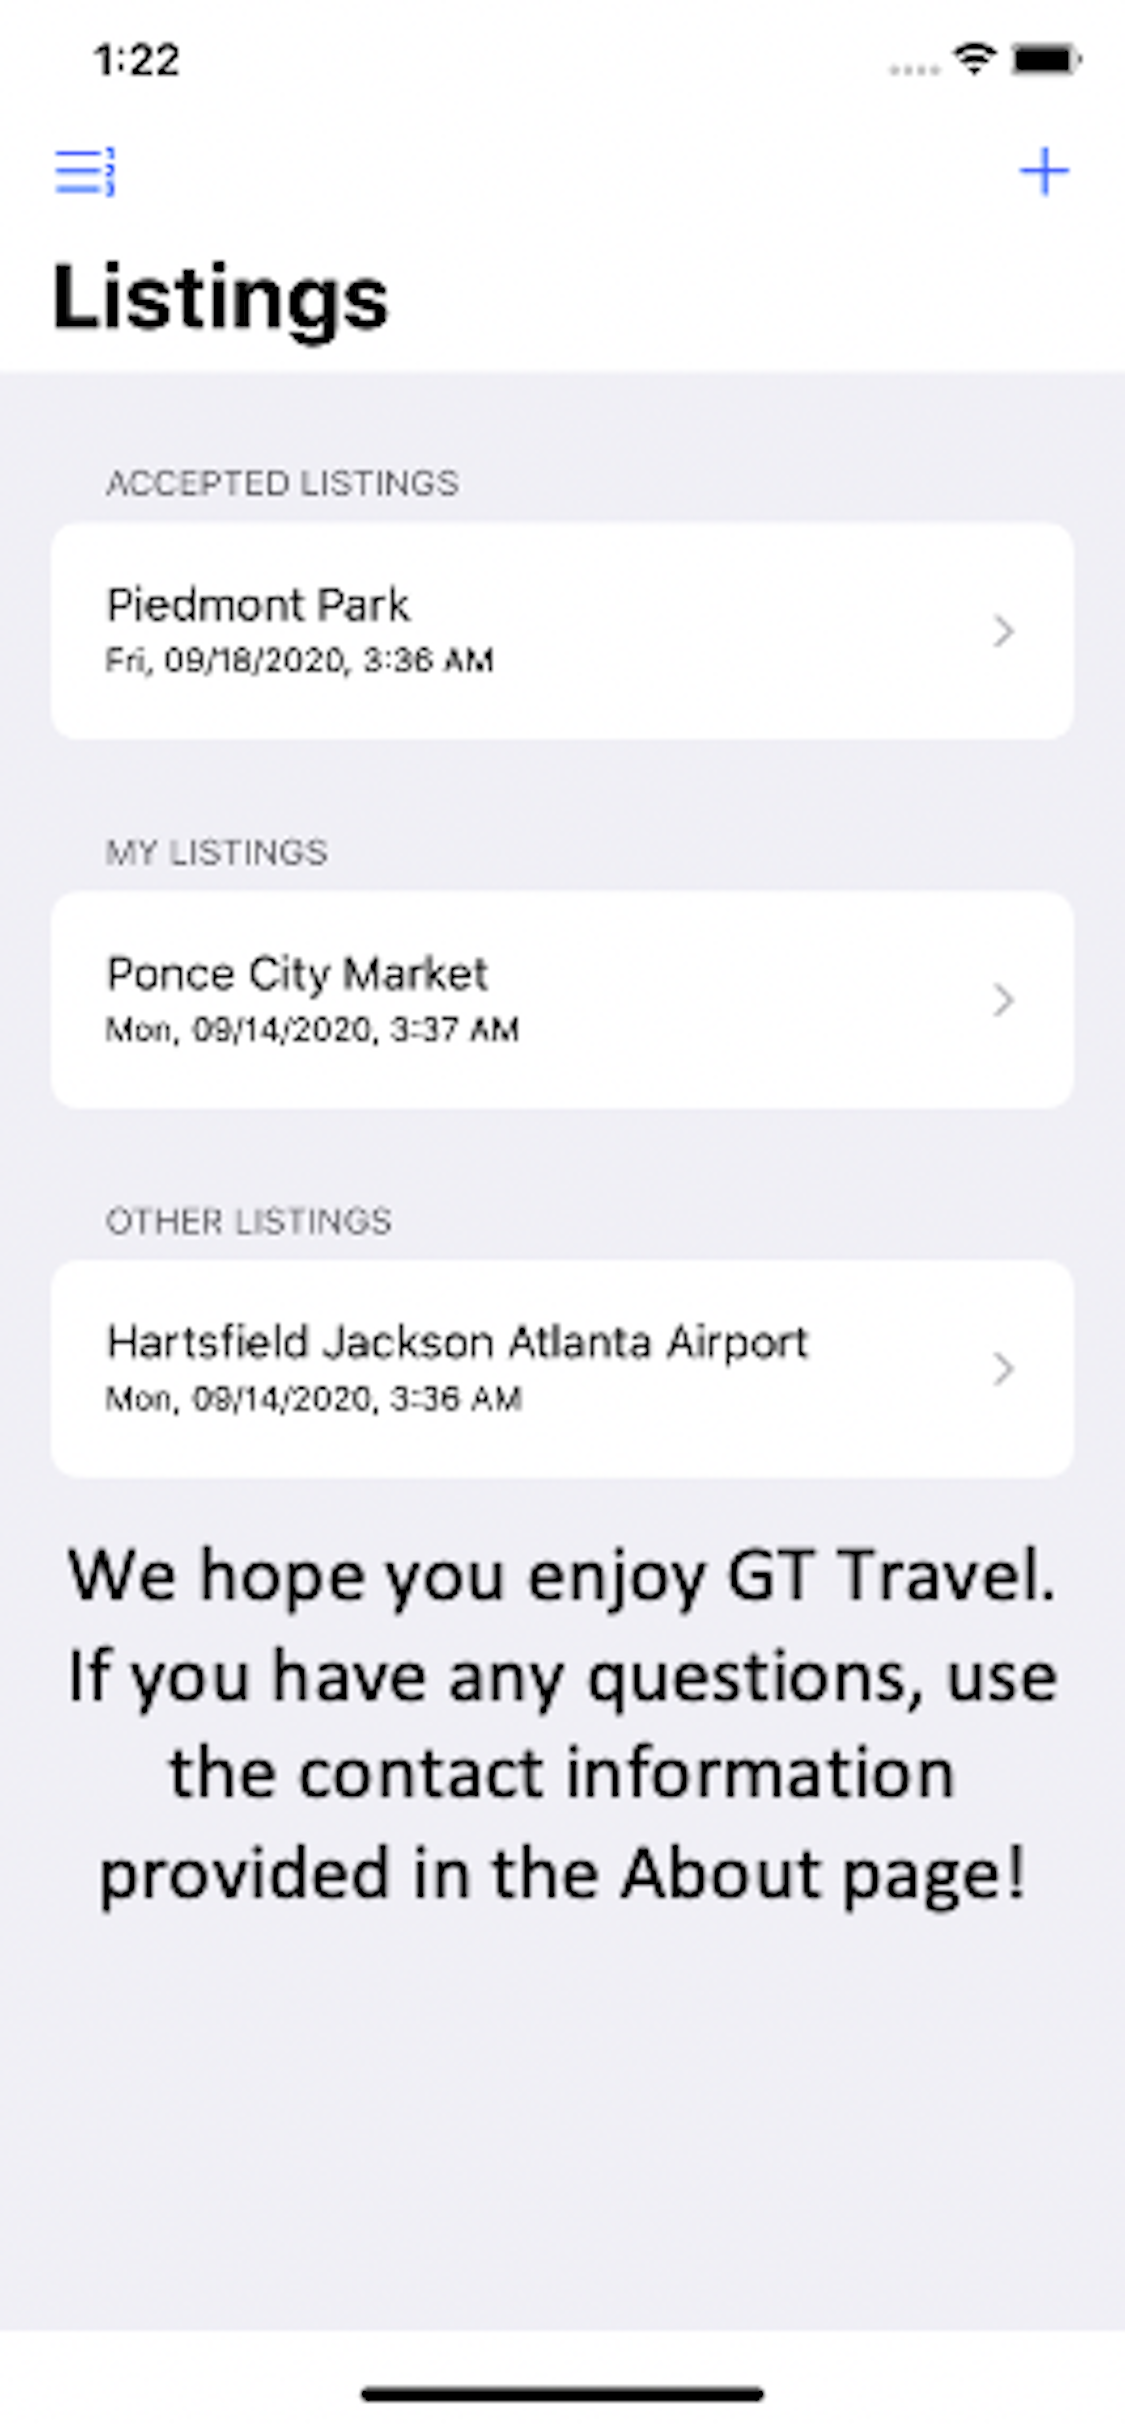 1:22
Listings
ACCEPTED LISTINGS
Piedmont Park
Fri, 09/18/2020, 3:36 AM
MY LISTINGS
Ponce City Market
Mon, 09/14/2020, 3:37 AM
OTHER LISTINGS
Hartsfield Jackson Atlanta Airport
Mon, 09/14/2020, 3:36 AM
We hope you enjoy GT Travel.
If you have any questions, use
the contact information
provided in the About page!